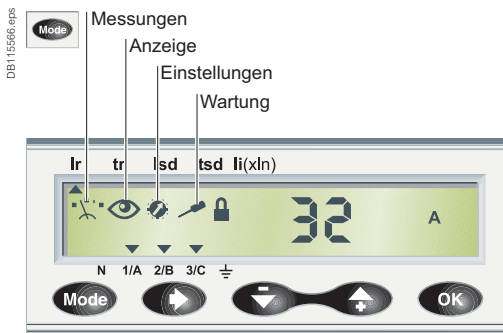 DB115566.eps
Mode
Messungen
Anzeige
Einstellungen
Wartung
Ir tr Isd tsd Ii(xIn)
32 A
N 1/A 2/B 3/C
Mode OK